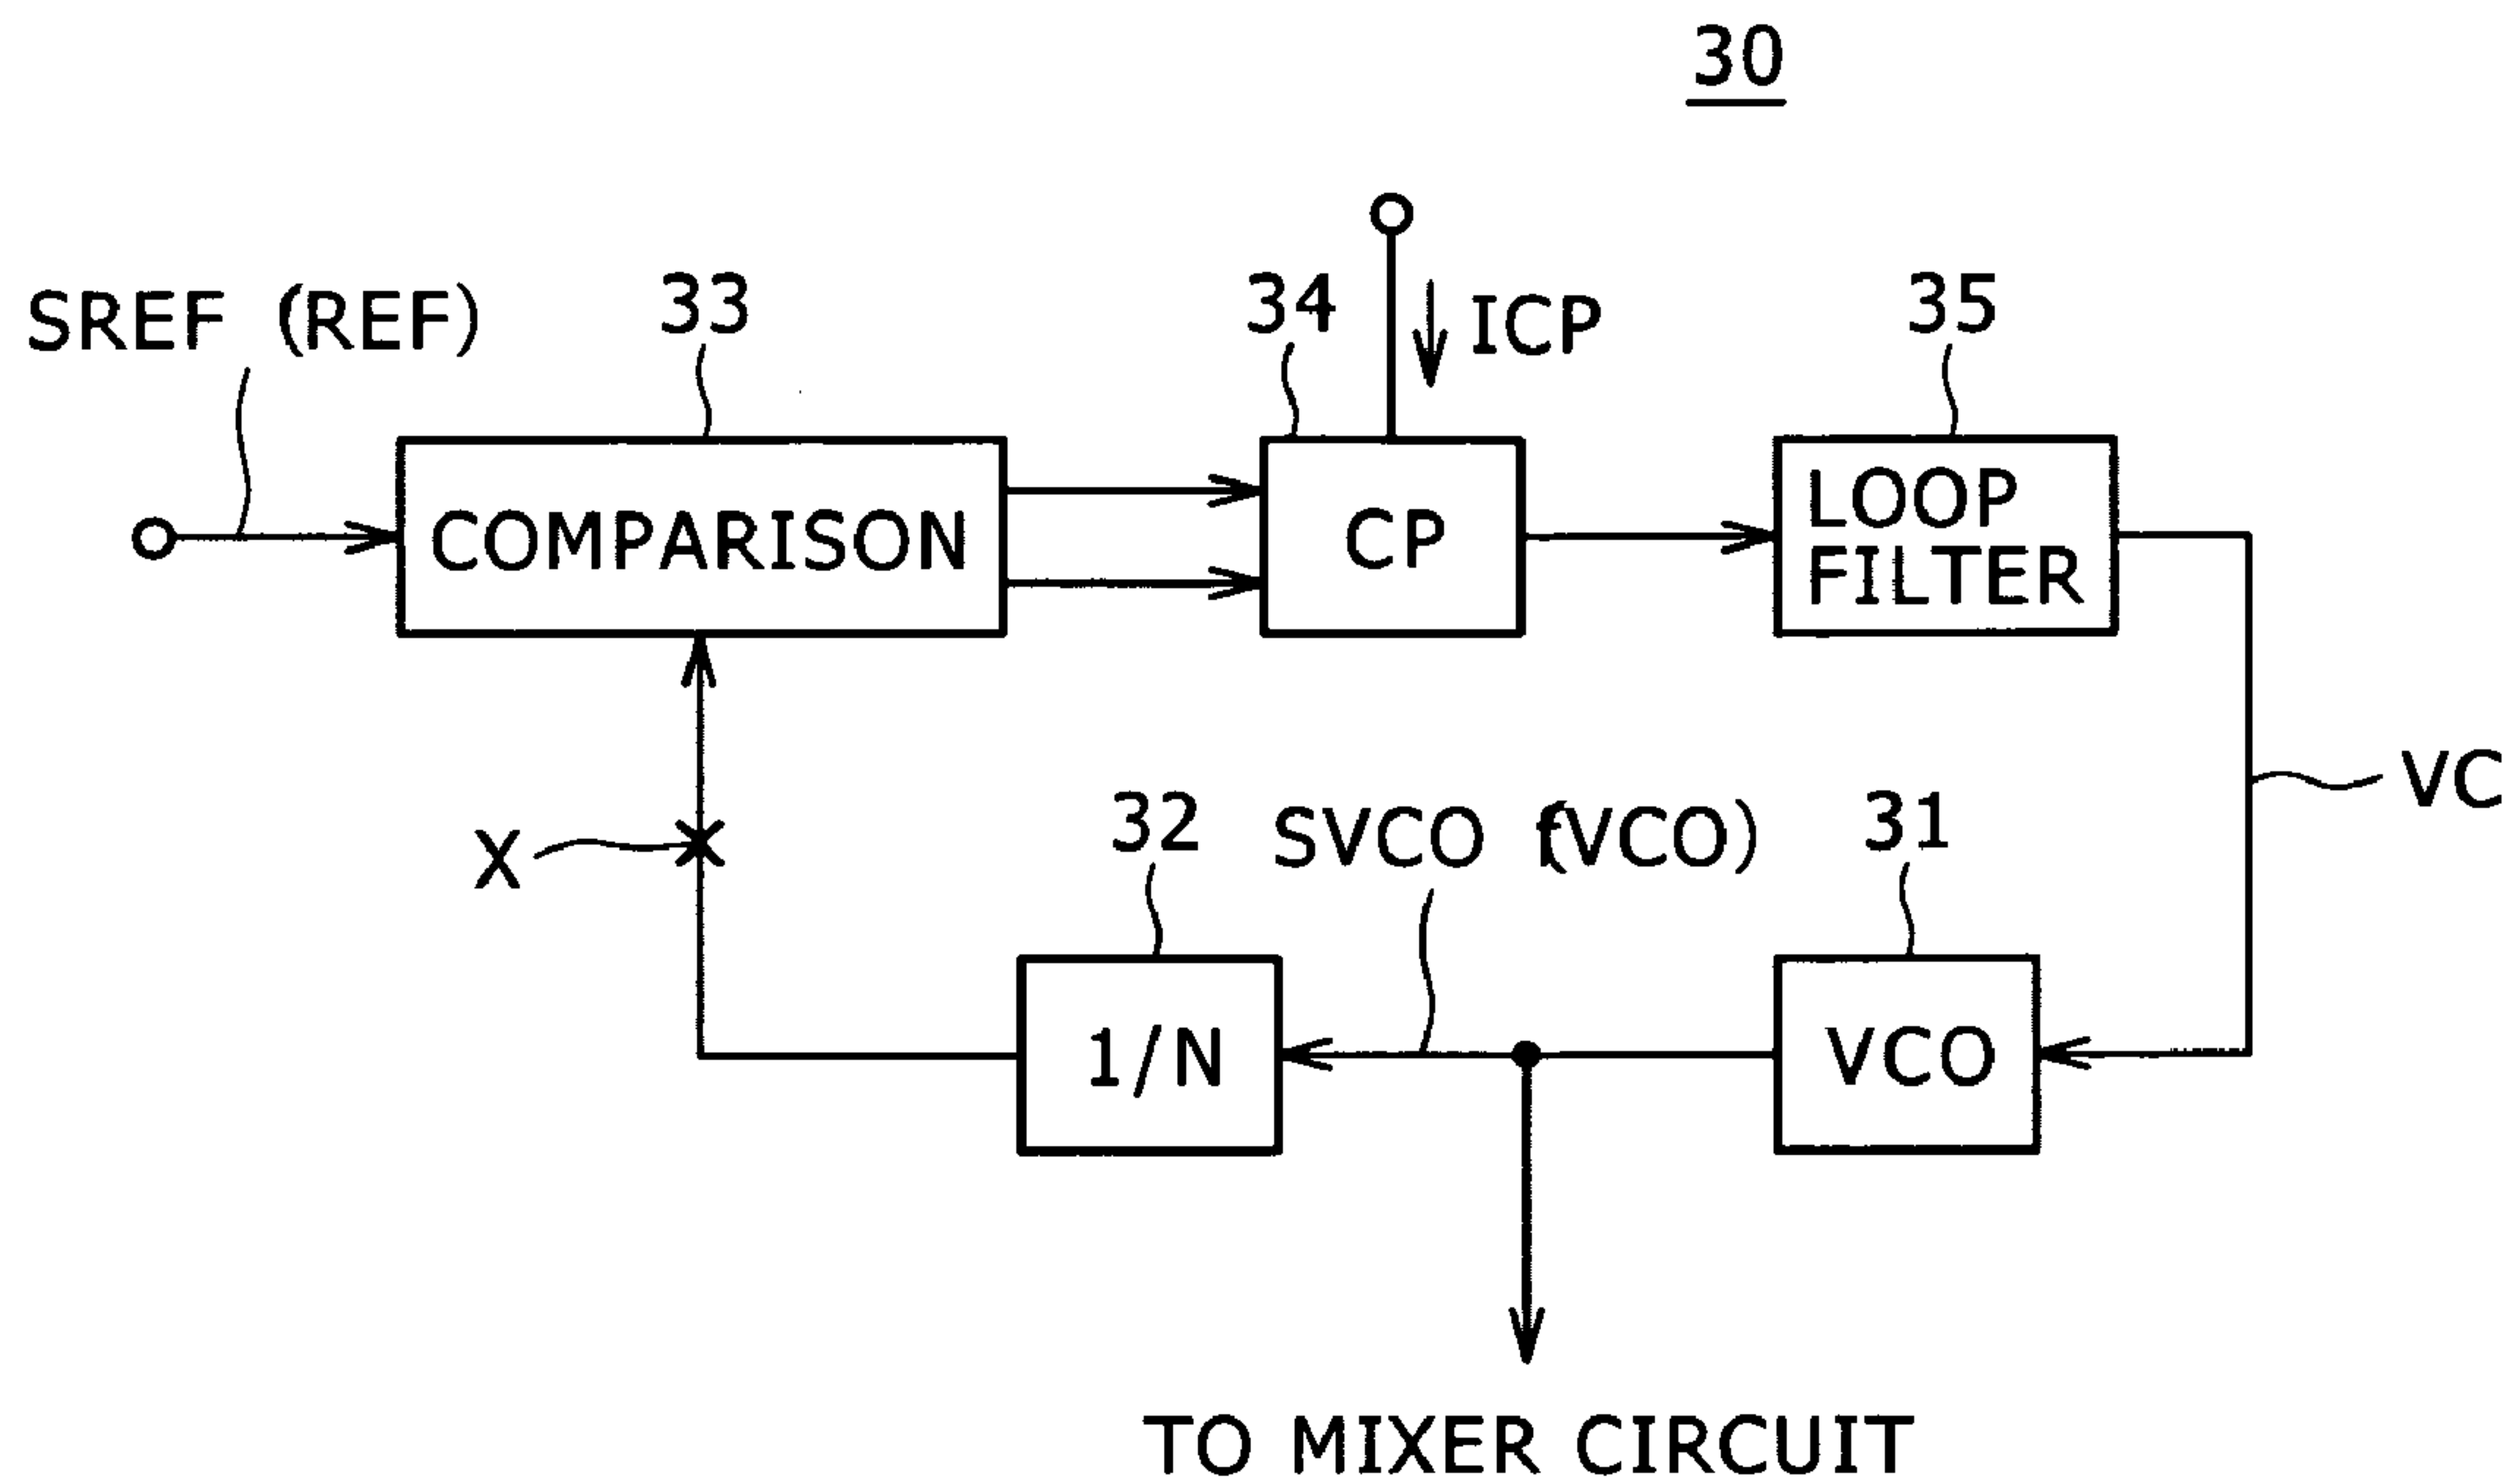 30
SREF (REF)
33
34
ICP
35
COMPARISON
CP
LOOP
FILTER
VC
X
32
SVCO (VCO)
31
1/N
VCO
TO MIXER CIRCUIT